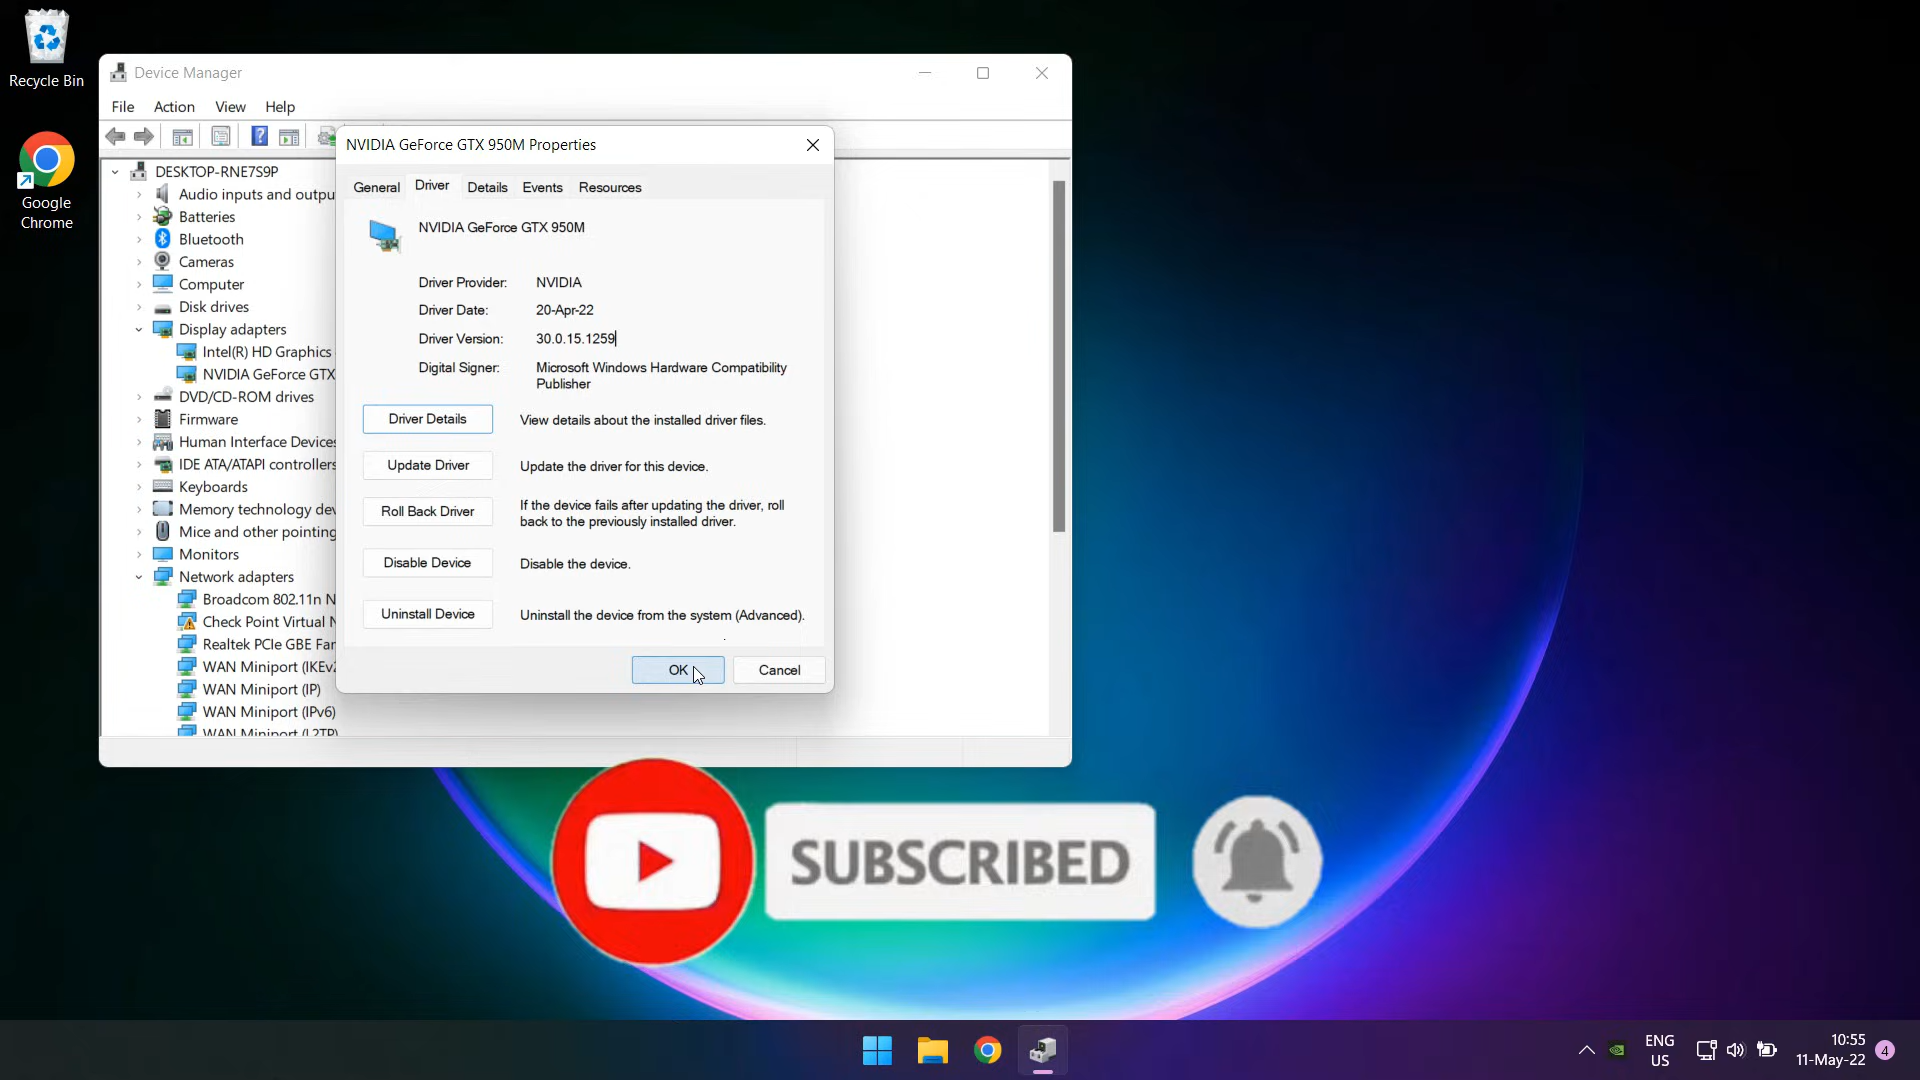 Recycle Bin
Google
Chrome
Device Manager
File Action View Help
DESKTOP-RNE7S9P
Audio inputs and outpu
Batteries
Bluetooth
Cameras
Computer
Disk drives
Display adapters
Intel(R) HD Graphics
NVIDIA GeForce GTX
DVD/CD-ROM drives
Firmware
Human Interface Devices
IDE ATA/ATAPI controllers
Keyboards
Memory technology dev
Mice and other pointing
Monitors
Network adapters
Broadcom 802.11n N
Check Point Virtual N
Realtek PCIe GBE Fam
WAN Miniport (IKEv2
WAN Miniport (IP)
WAN Miniport (IPv6)
WAN Miniport (L2TP)
NVIDIA GeForce GTX 950M Properties
General Driver Details Events Resources
NVIDIA GeForce GTX 950M
Driver Provider: NVIDIA
Driver Date: 20-Apr-22
Driver Version: 30.0.15.1259
Digital Signer: Microsoft Windows Hardware Compatibility
Publisher
Driver Details View details about the installed driver files.
Update Driver Update the driver for this device.
Roll Back Driver If the device fails after updating the driver, roll
back to the previously installed driver.
Disable Device Disable the device.
Uninstall Device Uninstall the device from the system (Advanced).
OK Cancel
SUBSCRIBED
ENG
US
10:55
11-May-22
4